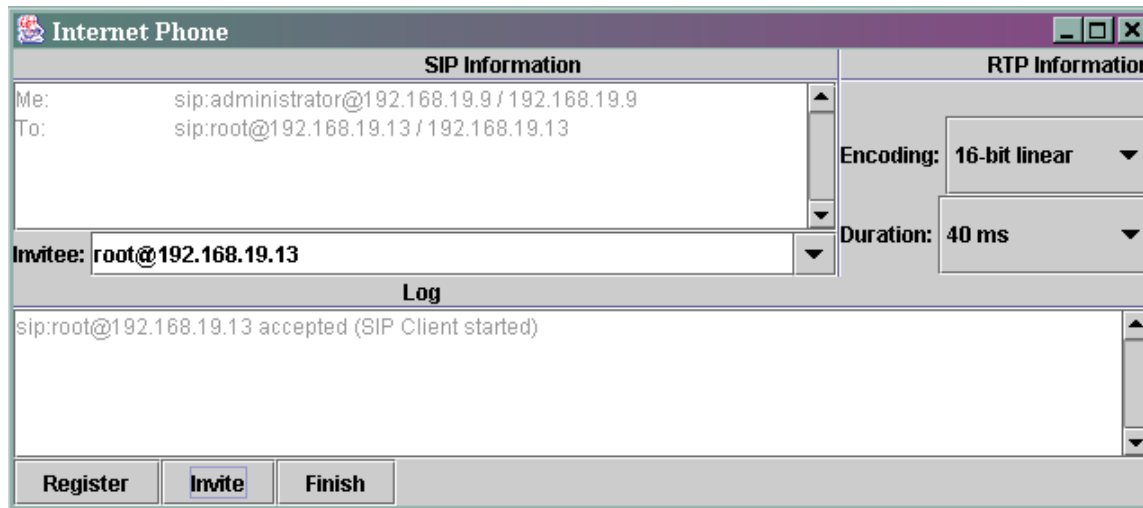 Internet Phone
SIP Information
RTP Information
Me: sip:administrator@192.168.19.9 / 192.168.19.9
To: sip:root@192.168.19.13 / 192.168.19.13
Encoding: 16-bit linear
Duration: 40 ms
Invitee: root@192.168.19.13
Log
sip:root@192.168.19.13 accepted (SIP Client started)
Register Invite Finish